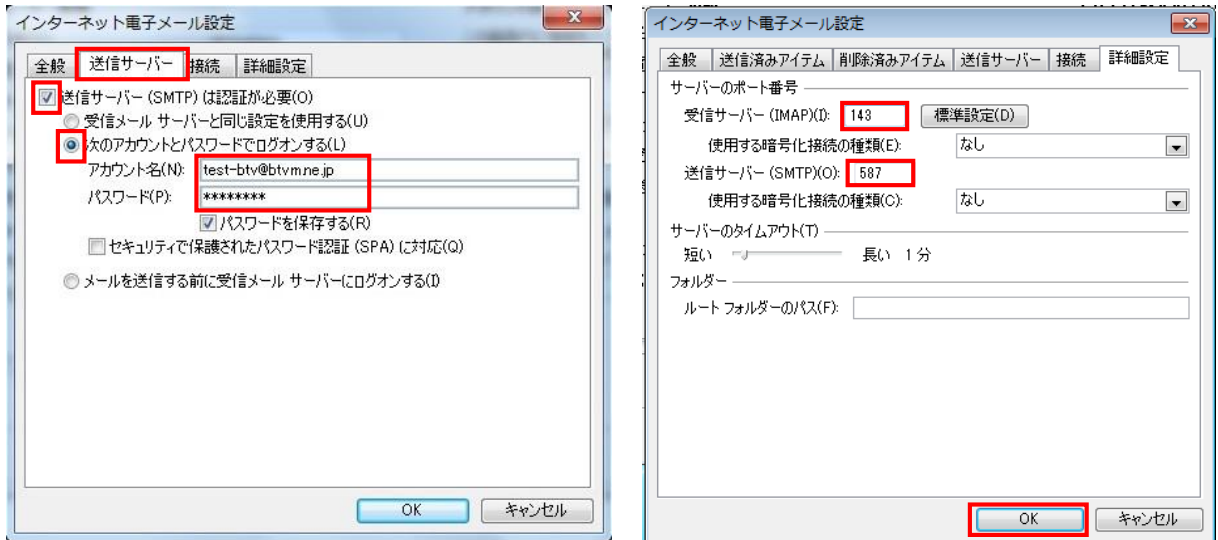 インターネット電子メール設定
全般 送信サーバー 接続 詳細設定
送信サーバー (SMTP) は認証が必要(O)
受信メール サーバーと同じ設定を使用する(U)
次のアカウントとパスワードでログオンする(L)
アカウント名(N): test-btv@btvm.ne.jp
パスワード(P): ********
パスワードを保存する(R)
セキュリティで保護されたパスワード認証 (SPA) に対応(Q)
メールを送信する前に受信メール サーバーにログオンする(I)
OK キャンセル
インターネット電子メール設定
全般 送信済みアイテム 削除済みアイテム 送信サーバー 接続 詳細設定
サーバーのポート番号
受信サーバー (IMAP)(I): 143 標準設定(D)
使用する暗号化接続の種類(E): なし
送信サーバー (SMTP)(O): 587
使用する暗号化接続の種類(C): なし
サーバーのタイムアウト(T)
短い 長い 1 分
フォルダー
ルート フォルダーのパス(F):
OK キャンセル